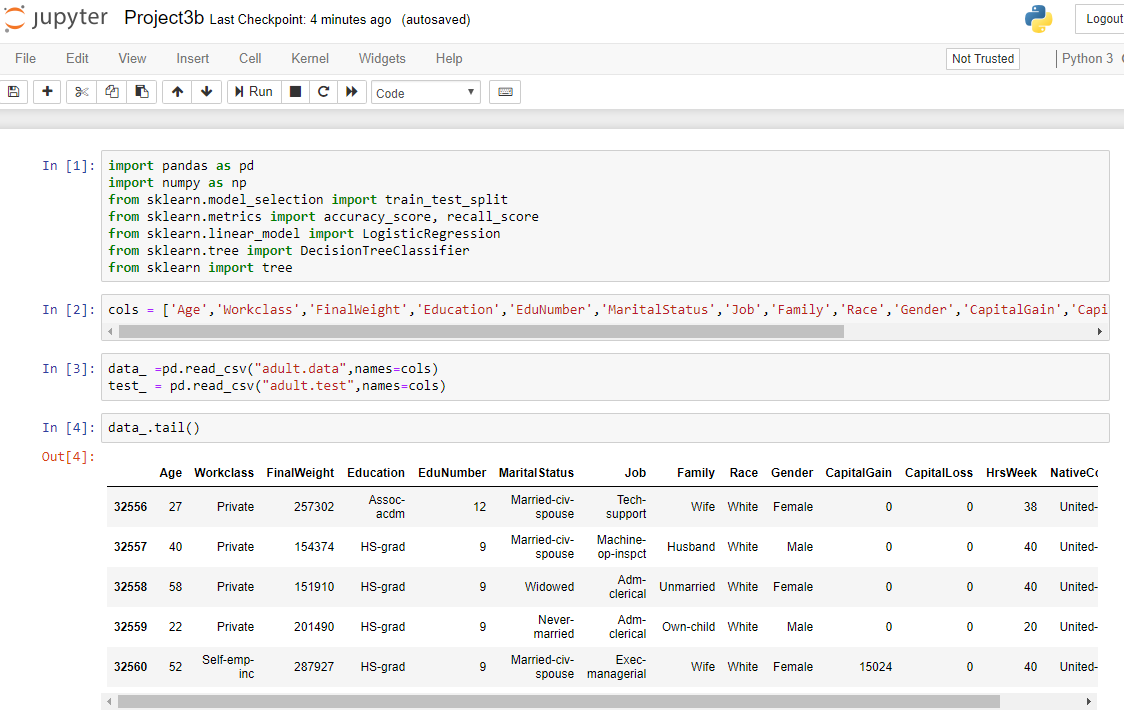 jupyter Project3b Last Checkpoint: 4 minutes ago (autosaved) Logout
File Edit View Insert Cell Kernel Widgets Help Not Trusted Python 3
Run Code
In [1]: import pandas as pd
import numpy as np
from sklearn.model_selection import train_test_split
from sklearn.metrics import accuracy_score, recall_score
from sklearn.linear_model import LogisticRegression
from sklearn.tree import DecisionTreeClassifier
from sklearn import tree
In [2]: cols = ['Age','Workclass','FinalWeight','Education','EduNumber','MaritalStatus','Job','Family','Race','Gender','CapitalGain','Capi
In [3]: data_ =pd.read_csv("adult.data",names=cols)
test_ = pd.read_csv("adult.test",names=cols)
In [4]: data_.tail()
Out[4]:
Age Workclass FinalWeight Education EduNumber MaritalStatus Job Family Race Gender CapitalGain CapitalLoss HrsWeek NativeCo
32556 27 Private 257302 Assoc-acdm 12 Married-civ-spouse Tech-support Wife White Female 0 0 38 United-
32557 40 Private 154374 HS-grad 9 Married-civ-spouse Machine-op-inspct Husband White Male 0 0 40 United-
32558 58 Private 151910 HS-grad 9 Widowed Adm-clerical Unmarried White Female 0 0 40 United-
32559 22 Private 201490 HS-grad 9 Never-married Adm-clerical Own-child White Male 0 0 20 United-
32560 52 Self-emp-inc 287927 HS-grad 9 Married-civ-spouse Exec-managerial Wife White Female 15024 0 40 United-